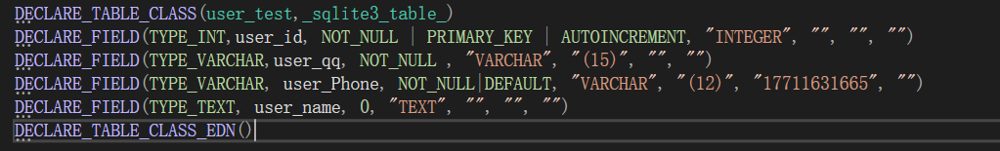 DECLARE_TABLE_CLASS(user_test,_sqlite3_table_)
DECLARE_FIELD(TYPE_INT,user_id, NOT_NULL | PRIMARY_KEY | AUTOINCREMENT, "INTEGER", "", "", "")
DECLARE_FIELD(TYPE_VARCHAR,user_qq, NOT_NULL , "VARCHAR", "(15)", "", "")
DECLARE_FIELD(TYPE_VARCHAR, user_Phone, NOT_NULL|DEFAULT, "VARCHAR", "(12)", "17711631665", "")
DECLARE_FIELD(TYPE_TEXT, user_name, 0, "TEXT", "", "", "")
DECLARE_TABLE_CLASS_EDN()